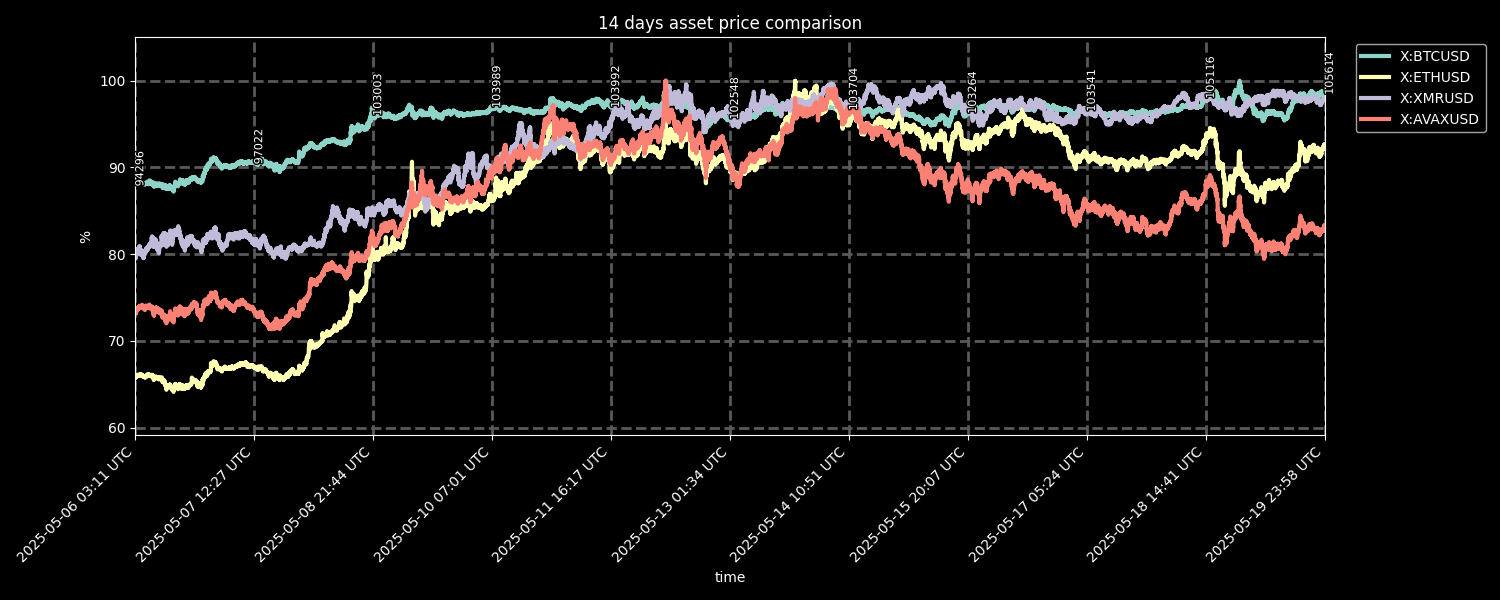 14 days asset price comparison
X:BTCUSD
X:ETHUSD
X:XMRUSD
X:AVAXUSD
100
90
80
70
60
%
94296
97022
103003
103989
103992
102548
103704
103264
103541
105116
105614
2025-05-06 03:11 UTC
2025-05-07 12:27 UTC
2025-05-08 21:44 UTC
2025-05-10 07:01 UTC
2025-05-11 16:17 UTC
2025-05-13 01:34 UTC
2025-05-14 10:51 UTC
2025-05-15 20:07 UTC
2025-05-17 05:24 UTC
2025-05-18 14:41 UTC
2025-05-19 23:58 UTC
time